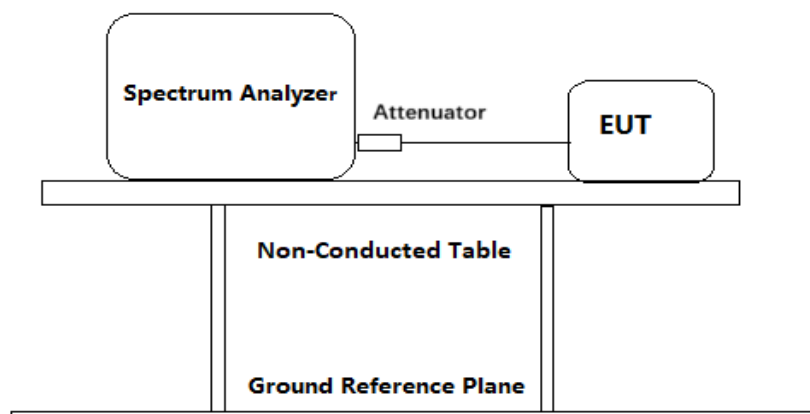 Spectrum Analyzer
Attenuator
EUT
Non-Conducted Table
Ground Reference Plane